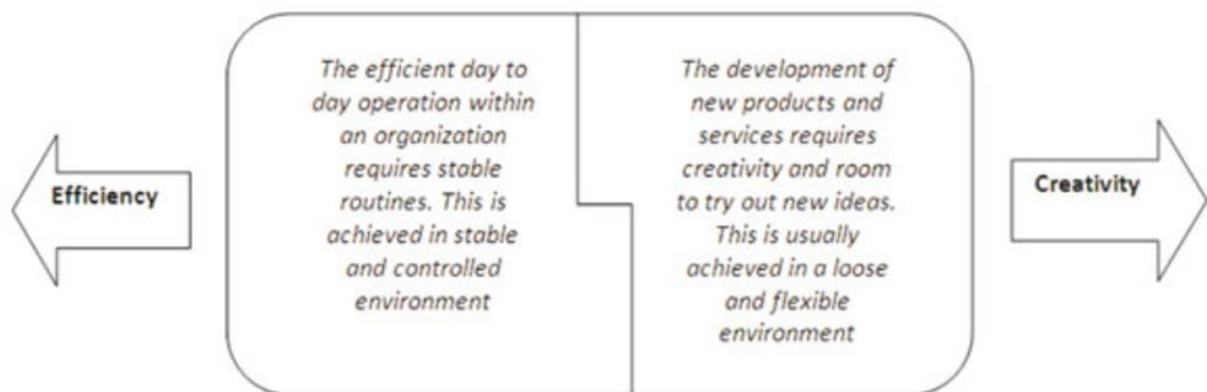 Efficiency
The efficient day to
day operation within
an organization
requires stable
routines. This is
achieved in stable
and controlled
environment
The development of
new products and
services requires
creativity and room
to try out new ideas.
This is usually
achieved in a loose
and flexible
environment
Creativity